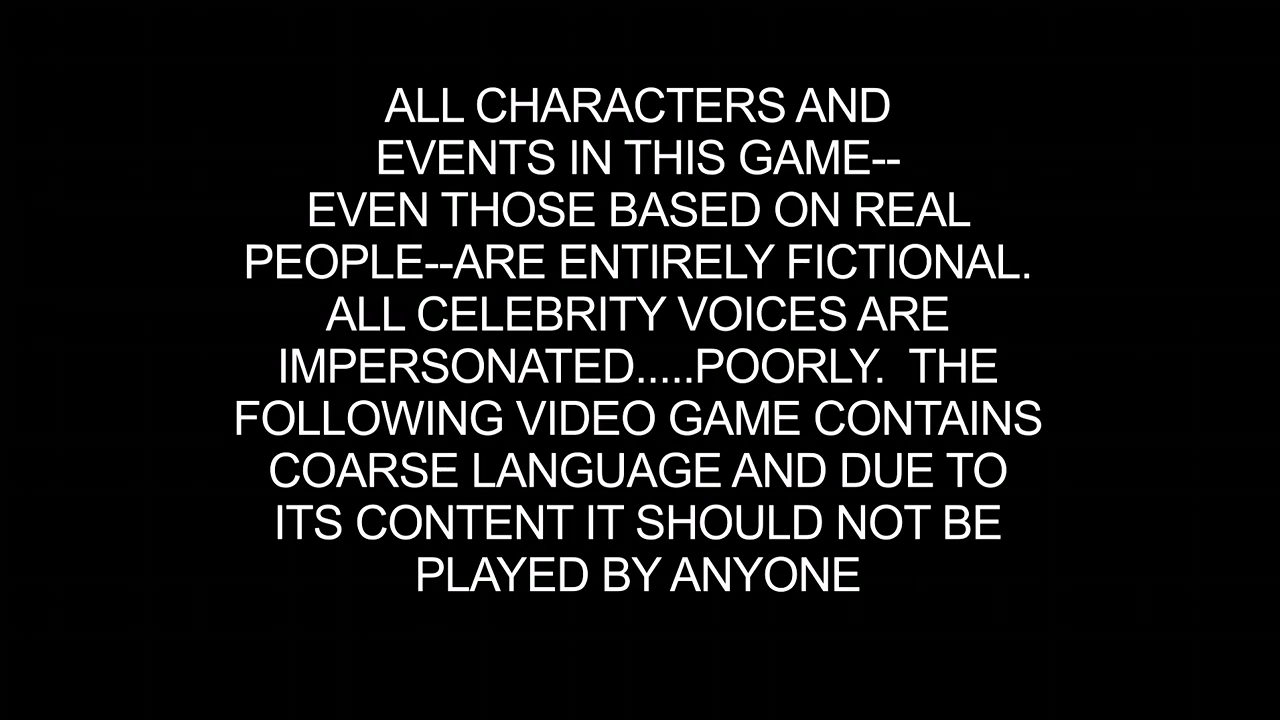 ALL CHARACTERS AND
EVENTS IN THIS GAME--
EVEN THOSE BASED ON REAL
PEOPLE--ARE ENTIRELY FICTIONAL.
ALL CELEBRITY VOICES ARE
IMPERSONATED.....POORLY.  THE
FOLLOWING VIDEO GAME CONTAINS
COARSE LANGUAGE AND DUE TO
ITS CONTENT IT SHOULD NOT BE
PLAYED BY ANYONE